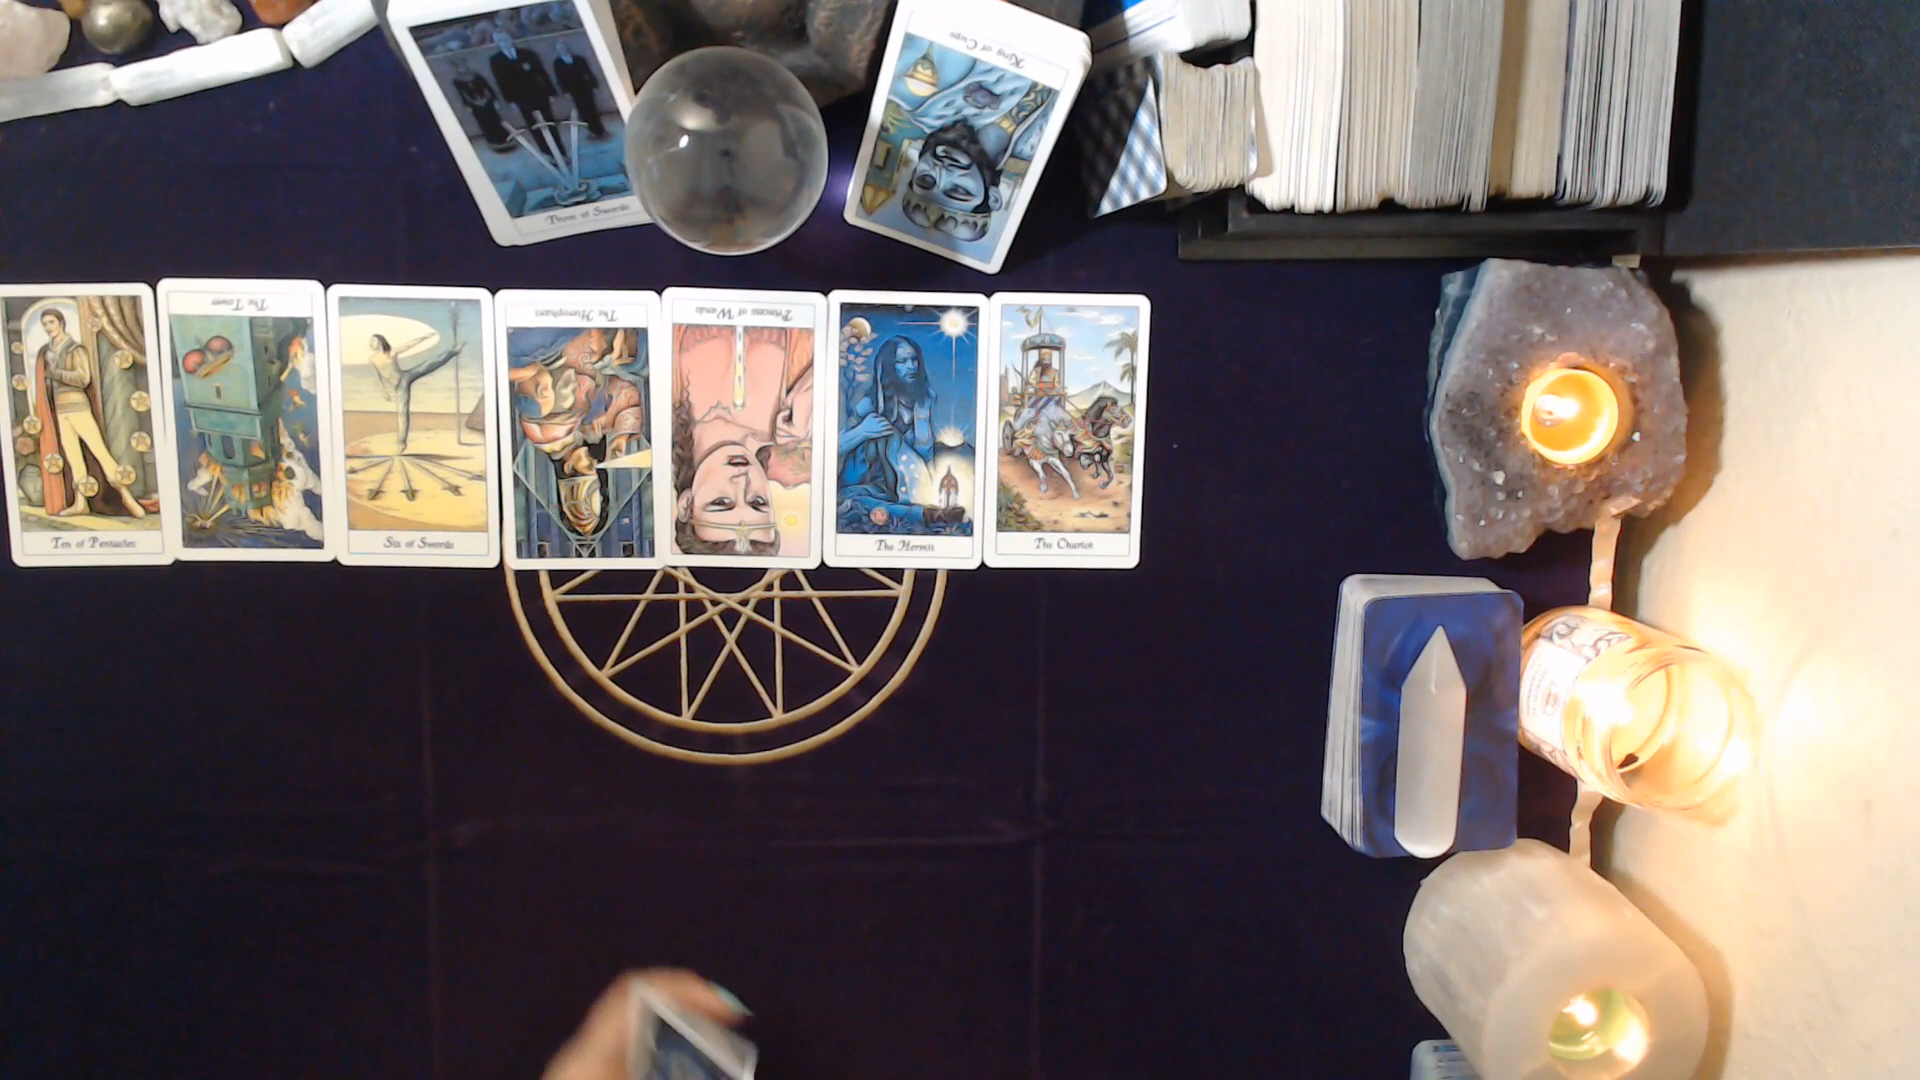 Three of Swords
King of Cups
Ten of Pentacles
The Tower
Six of Swords
The Hierophant
Princess of Wands
The Hermit
The Chariot